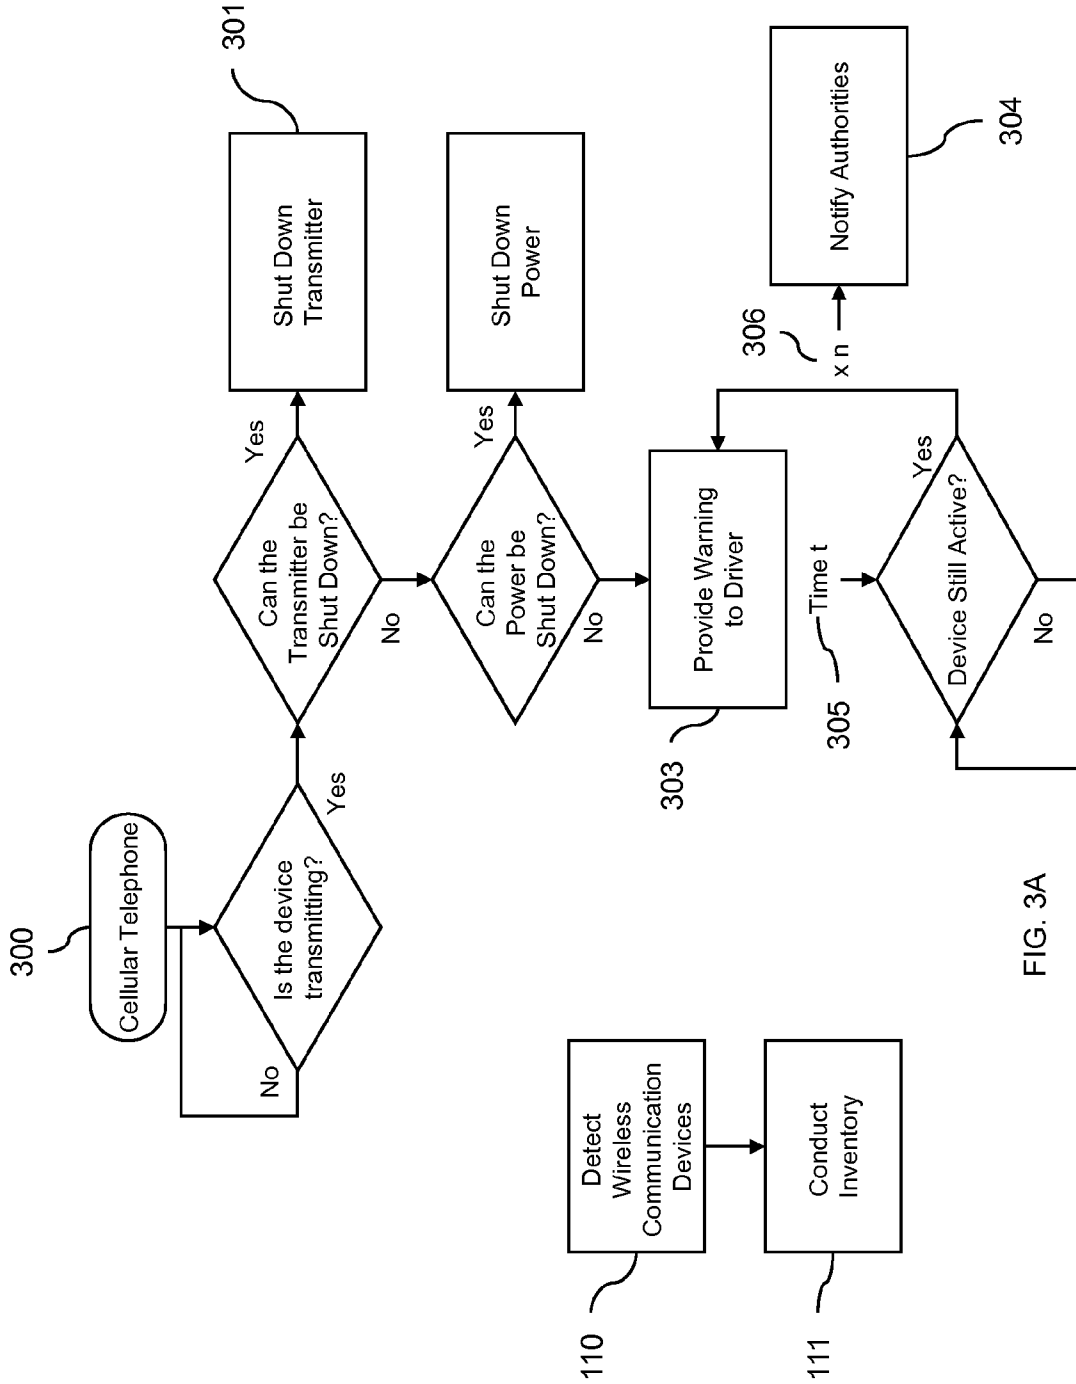 300
Cellular Telephone
Is the device
transmitting?
No
Yes
Can the
Transmitter be
Shut Down?
Yes
Shut Down
Transmitter
301
No
Can the
Power be
Shut Down?
Yes
Shut Down
Power
No
Provide Warning
to Driver
303
305
Time t
Device Still Active?
Yes
No
x n
306
Notify Authorities
304
110
Detect
Wireless
Communication
Devices
111
Conduct
Inventory
FIG. 3A